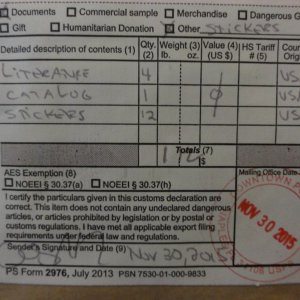 Documents Commercial sample Merchandise Dangerous G
Gift Humanitarian Donation Other STICKERS
Detailed description of contents (1) Qty. (2) Weight (3) lb. oz. Value (4) (US $) HS Tariff # (5) Country Origi
LITERATURE 4 US
CATALOG 1 0 USA
STICKERS 12 US
Totals (7)
1 $
AES Exemption (8)
NOEEI § 30.37(a) NOEEI § 30.37(h)
Mailing Office Date
I certify the particulars given in this customs declaration are
correct. This item does not contain any undeclared dangerous
articles, or articles prohibited by legislation or by postal or
customs regulations. I have met all applicable export filing
requirements under federal law and regulations.
NOV 30 2015
Sender's Signature and Date (9) Nov 30, 2015
PS Form 2976, July 2013 PSN 7530-01-000-9833